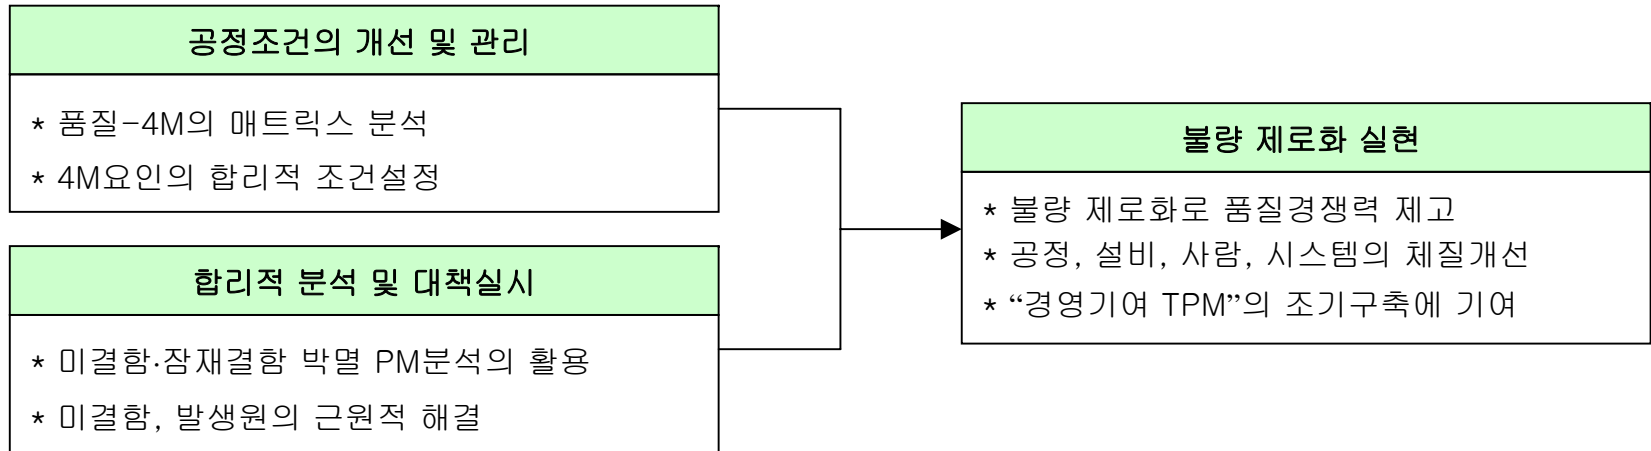 공정조건의 개선 및 관리
* 품질-4M의 매트릭스 분석
* 4M요인의 합리적 조건설정
합리적 분석 및 대책실시
* 미결함·잠재결함 박멸 PM분석의 활용
* 미결함, 발생원의 근원적 해결
불량 제로화 실현
* 불량 제로화로 품질경쟁력 제고
* 공정, 설비, 사람, 시스템의 체질개선
* “경영기여 TPM”의 조기구축에 기여